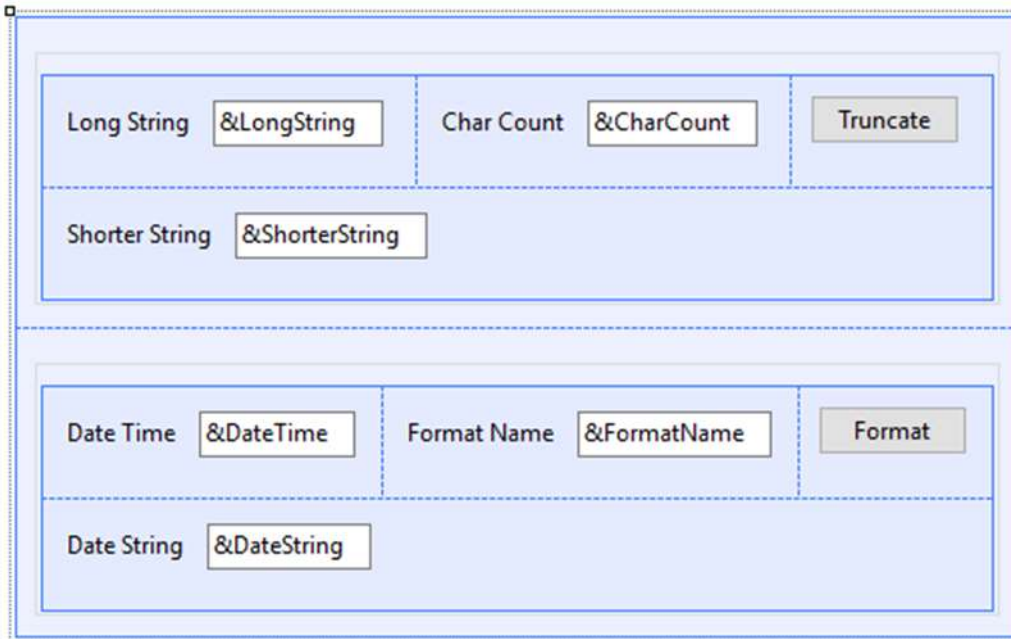 Long String &LongString Char Count &CharCount Truncate
Shorter String &ShorterString
Date Time &DateTime Format Name &FormatName Format
Date String &DateString